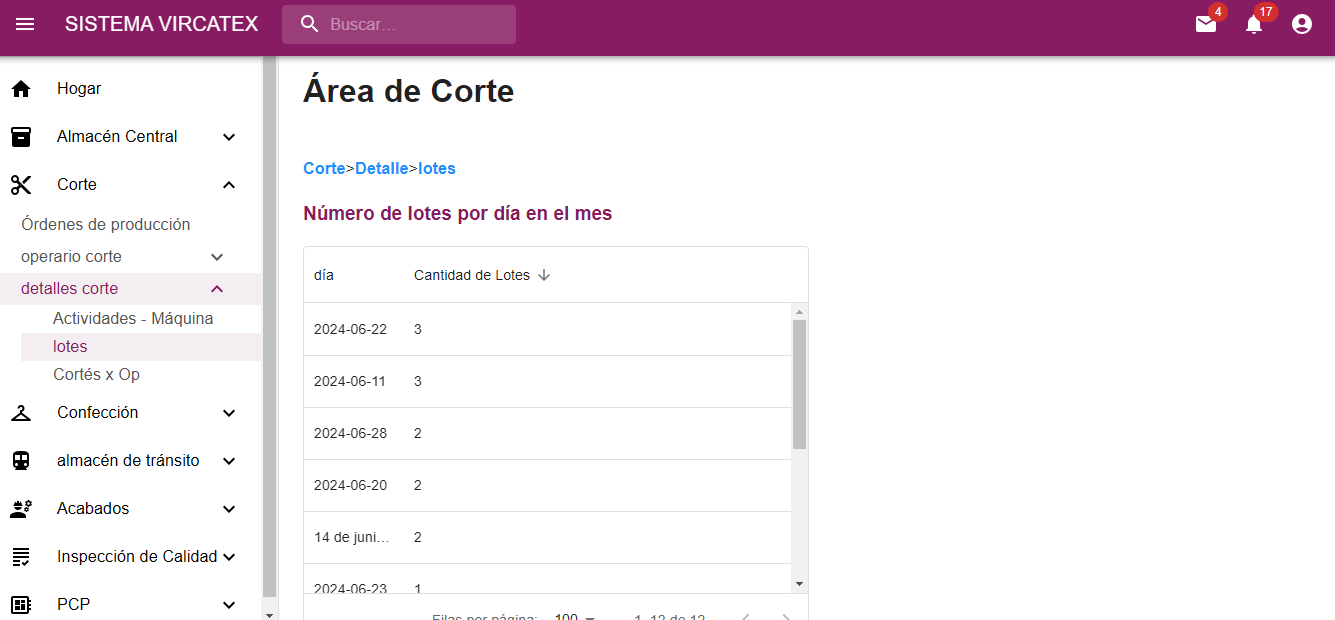 SISTEMA VIRCATEX
Buscar...
4
17
Hogar
Almacén Central
Corte
Órdenes de producción
operario corte
detalles corte
Actividades - Máquina
lotes
Cortés x Op
Confección
almacén de tránsito
Acabados
Inspección de Calidad
PCP
Área de Corte
Corte>Detalle>lotes
Número de lotes por día en el mes
día Cantidad de Lotes
2024-06-22 3
2024-06-11 3
2024-06-28 2
2024-06-20 2
14 de juni... 2
2024-06-23 1
Filas por página: 100 1–12 de 12